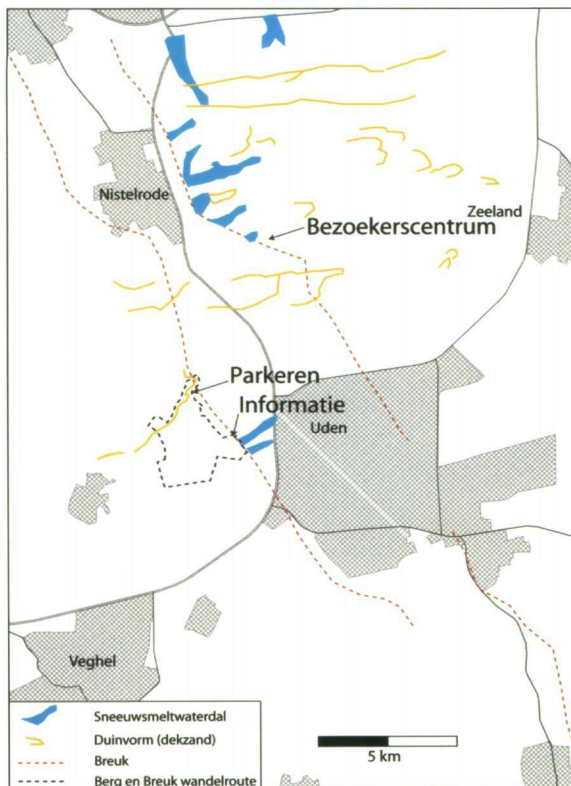 Nistelrode
Zeeland
Bezoekerscentrum
Parkeren
Informatie
Uden
Veghel
Sneeuwsmeltwaterdal
Duinvorm (dekzand)
Breuk
Berg en Breuk wandelroute
5 km